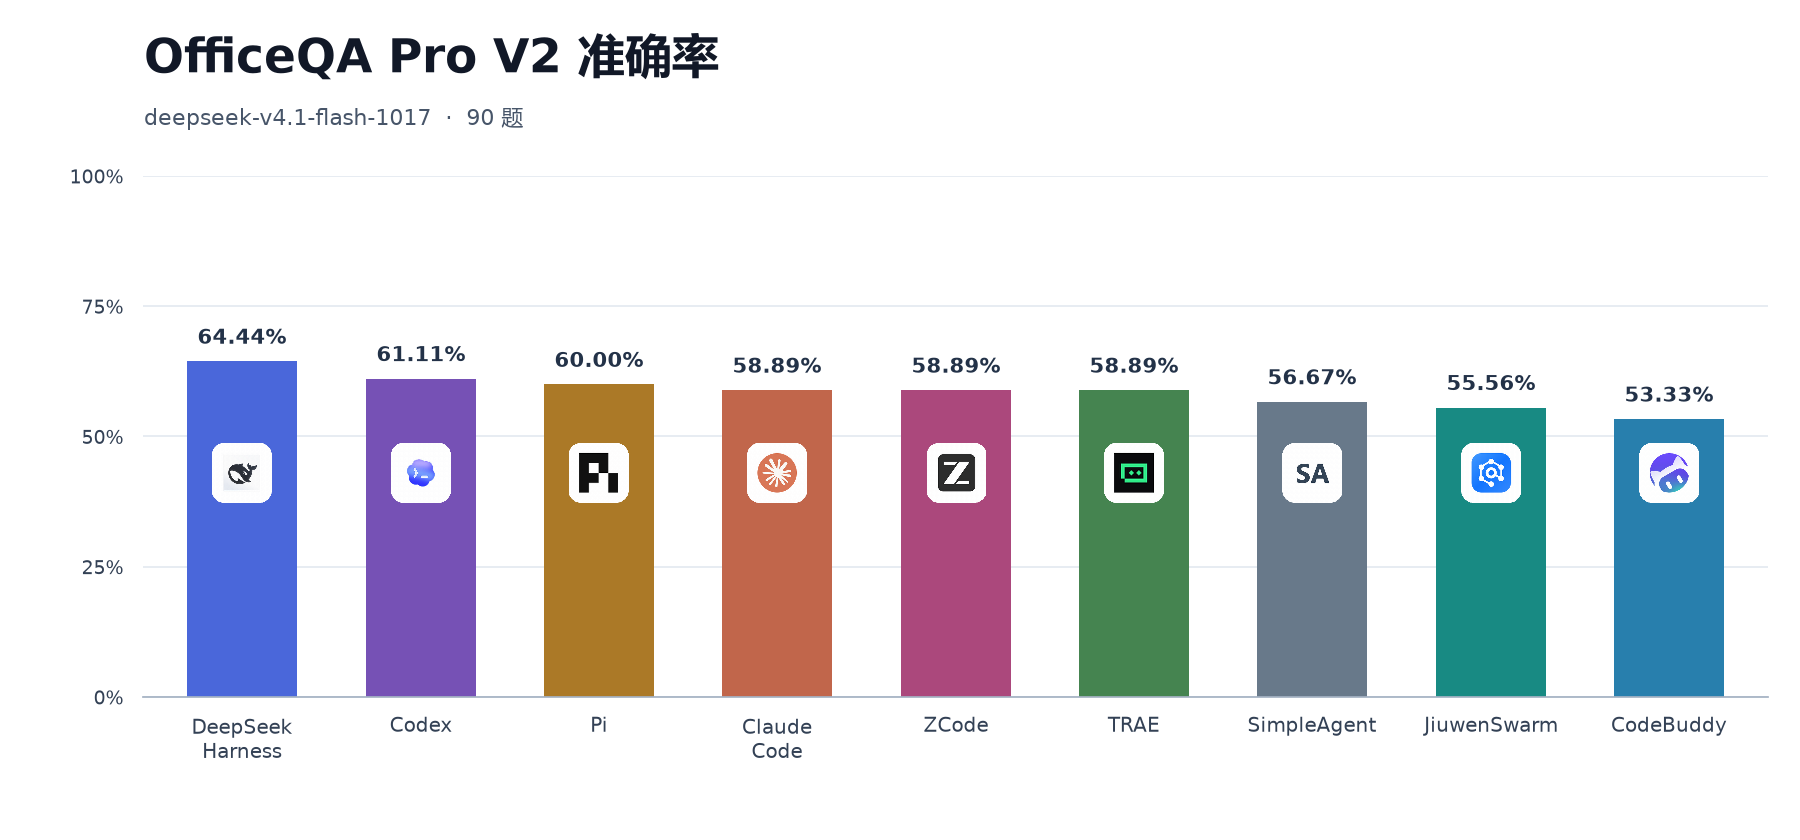 OfficeQA Pro V2 准确率
deepseek-v4.1-flash-1017 · 90 题
100%
75%
50%
25%
0%
64.44%
61.11%
60.00%
58.89%
58.89%
58.89%
56.67%
55.56%
53.33%
SA
DeepSeek
Harness
Codex
Pi
Claude
Code
ZCode
TRAE
SimpleAgent
JiuwenSwarm
CodeBuddy